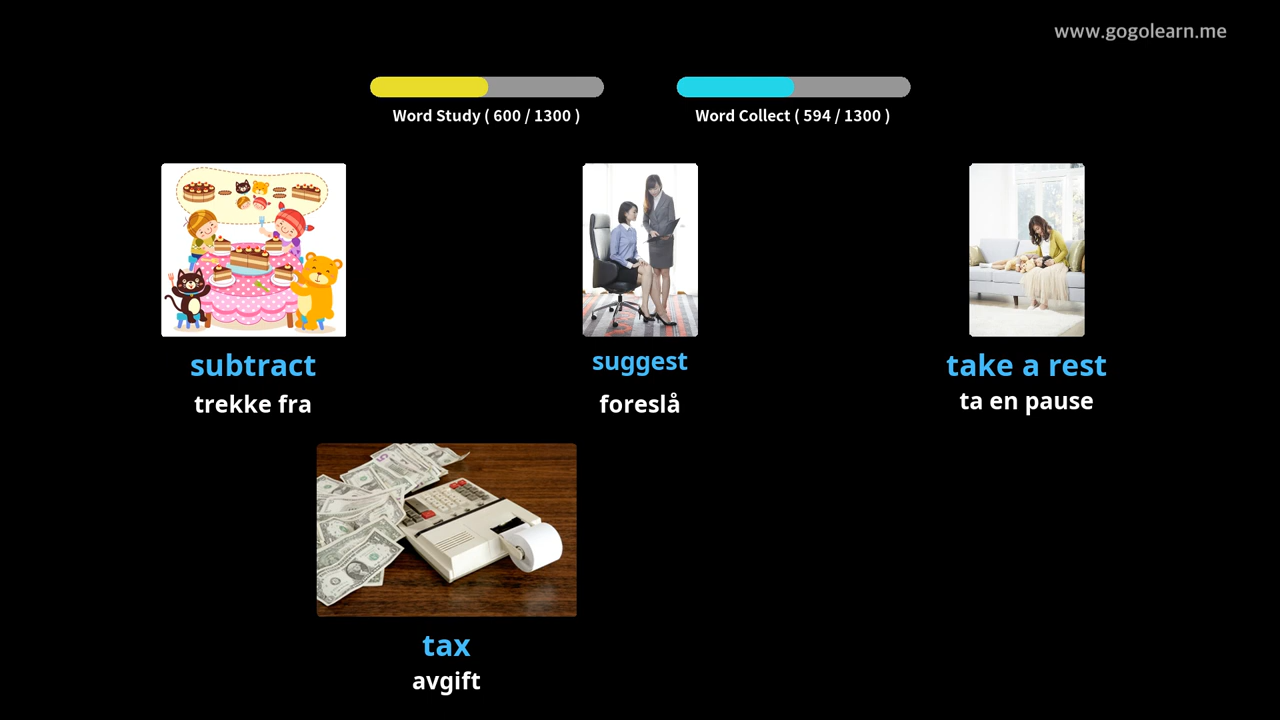 www.gogolearn.me
Word Study ( 600 / 1300 )
Word Collect ( 594 / 1300 )
subtract
trekke fra
suggest
foreslå
take a rest
ta en pause
tax
avgift